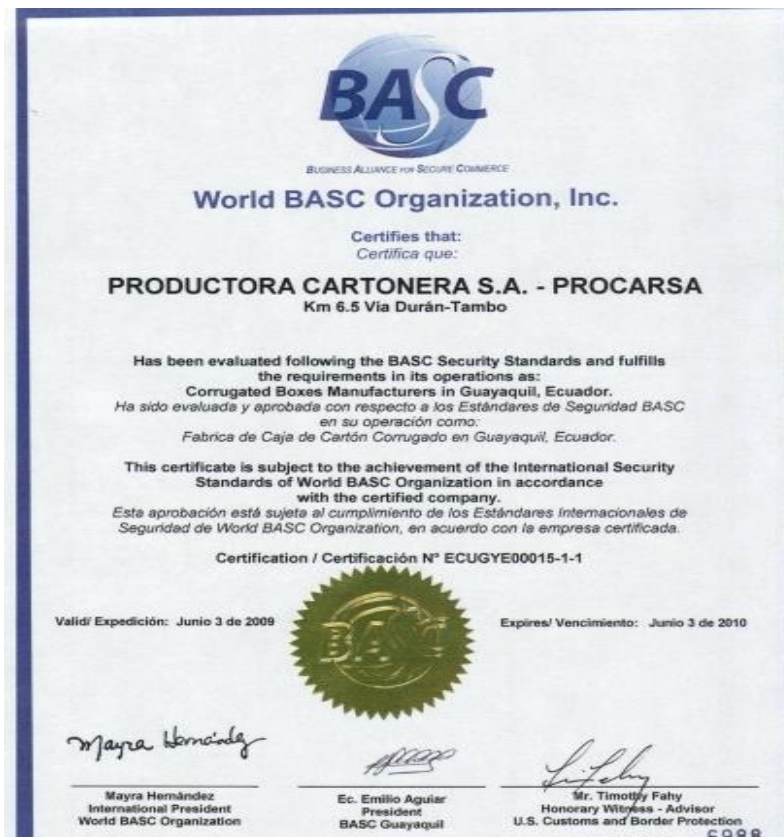 BASC
BUSINESS ALLIANCE FOR SECURE COMMERCE
World BASC Organization, Inc.
Certifies that:
Certifica que:
PRODUCTORA CARTONERA S.A. - PROCARSA
Km 6.5 Vía Durán-Tambo
Has been evaluated following the BASC Security Standards and fulfills
the requirements in its operations as:
Corrugated Boxes Manufacturers in Guayaquil, Ecuador.
Ha sido evaluada y aprobada con respecto a los Estándares de Seguridad BASC
en su operación como:
Fabrica de Caja de Cartón Corrugado en Guayaquil, Ecuador.
This certificate is subject to the achievement of the International Security
Standards of World BASC Organization in accordance
with the certified company.
Esta aprobación está sujeta al cumplimiento de los Estándares Internacionales de
Seguridad de World BASC Organization, en acuerdo con la empresa certificada.
Certification / Certificación N° ECUGYE00015-1-1
Valid/ Expedición: Junio 3 de 2009
BASC
Expires/ Vencimiento: Junio 3 de 2010
Mayra Hernández
Mayra Hernández
International President
World BASC Organization
Ec. Emilio Aguiar
President
BASC Guayaquil
Mr. Timothy Fahy
Honorary Witness - Advisor
U.S. Customs and Border Protection